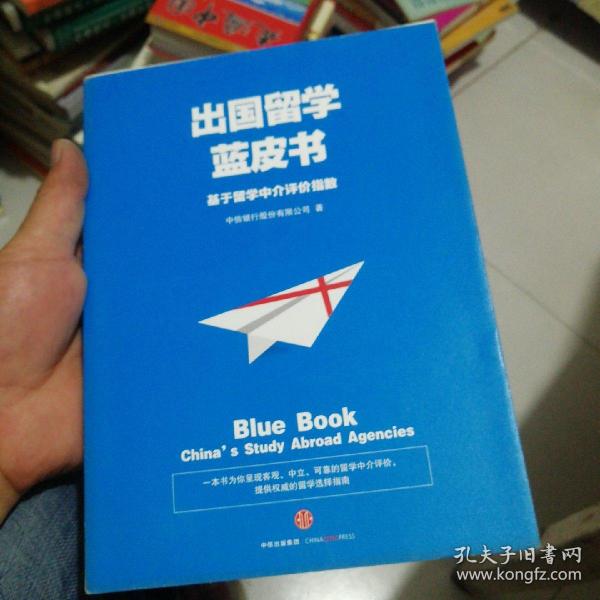 出国留学
蓝皮书
基于留学中介评价指数
中信银行股份有限公司 著
Blue Book
China's Study Abroad Agencies
一本书为你呈现客观、中立、可靠的留学中介评价，
提供权威的留学选择指南
中信出版集团 CHINA CITIC PRESS
孔夫子旧书网
www.kongfz.com